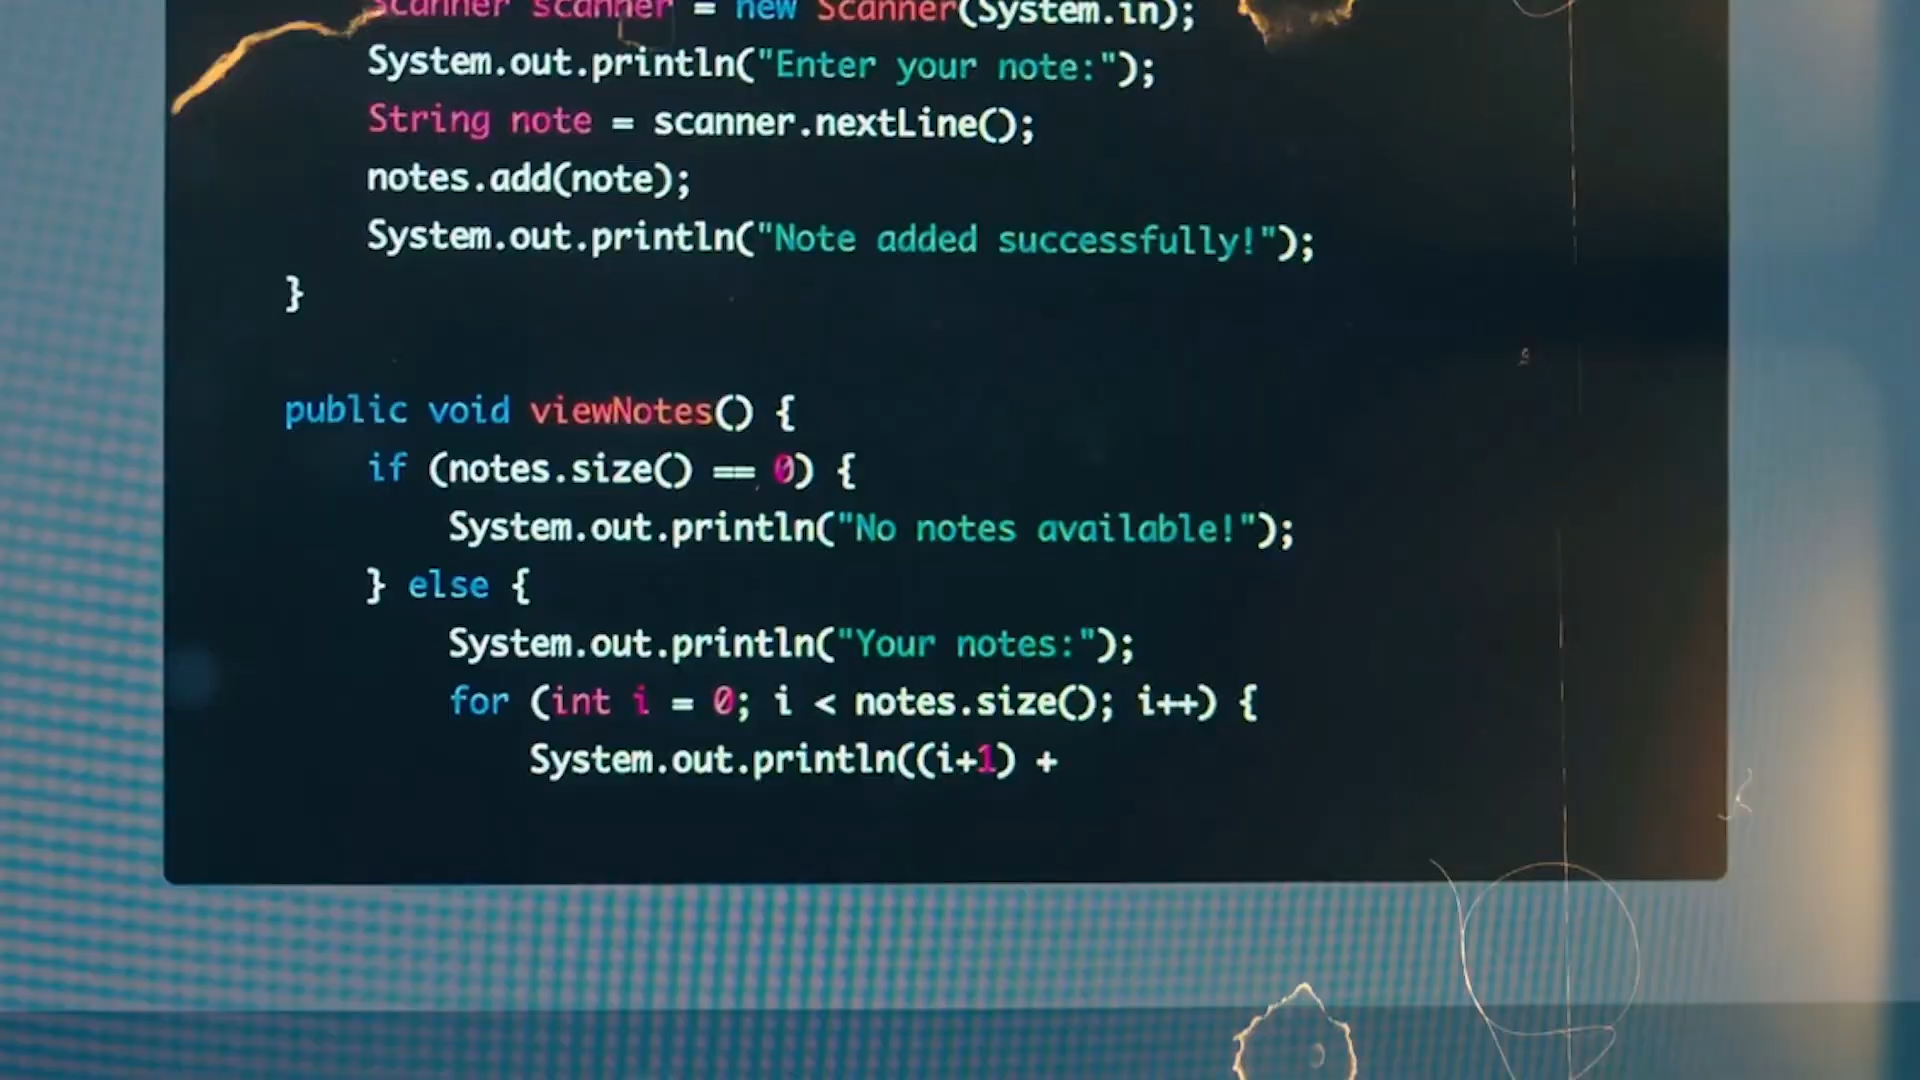 Scanner scanner = new Scanner(System.in);
System.out.println("Enter your note:");
String note = scanner.nextLine();
notes.add(note);
System.out.println("Note added successfully!");
}
public void viewNotes() {
if (notes.size() == 0) {
System.out.println("No notes available!");
} else {
System.out.println("Your notes:");
for (int i = 0; i < notes.size(); i++) {
System.out.println((i+1) +